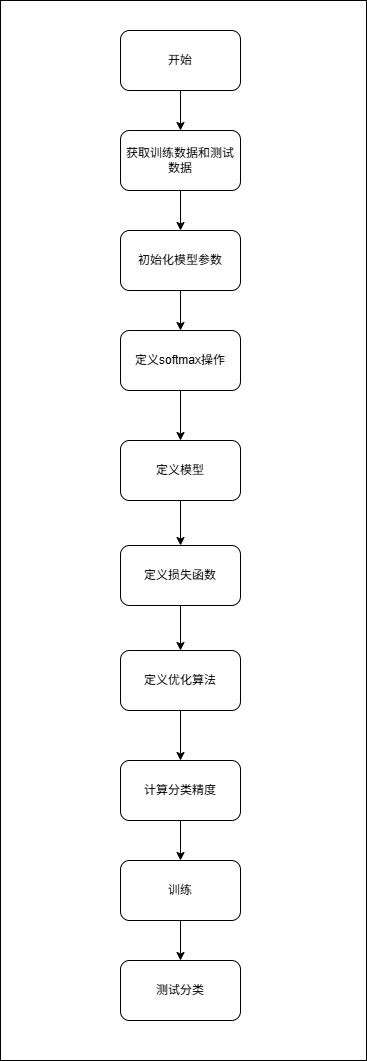 开始
获取训练数据和测试
数据
初始化模型参数
定义softmax操作
定义模型
定义损失函数
定义优化算法
计算分类精度
训练
测试分类